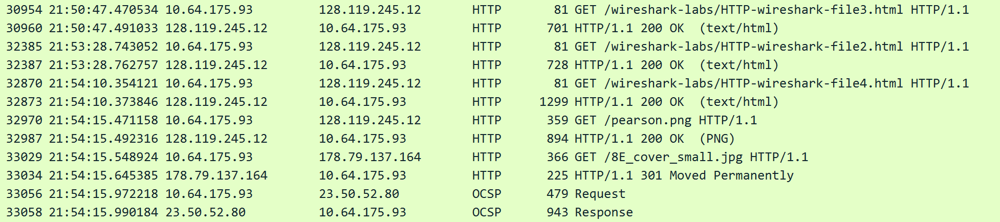 30954 21:50:47.470534 10.64.175.93 128.119.245.12 HTTP 81 GET /wireshark-labs/HTTP-wireshark-file3.html HTTP/1.1
30960 21:50:47.491033 128.119.245.12 10.64.175.93 HTTP 701 HTTP/1.1 200 OK (text/html)
32385 21:53:28.743052 10.64.175.93 128.119.245.12 HTTP 81 GET /wireshark-labs/HTTP-wireshark-file2.html HTTP/1.1
32387 21:53:28.762757 128.119.245.12 10.64.175.93 HTTP 728 HTTP/1.1 200 OK (text/html)
32870 21:54:10.354121 10.64.175.93 128.119.245.12 HTTP 81 GET /wireshark-labs/HTTP-wireshark-file4.html HTTP/1.1
32873 21:54:10.373846 128.119.245.12 10.64.175.93 HTTP 1299 HTTP/1.1 200 OK (text/html)
32970 21:54:15.471158 10.64.175.93 128.119.245.12 HTTP 359 GET /pearson.png HTTP/1.1
32987 21:54:15.492316 128.119.245.12 10.64.175.93 HTTP 894 HTTP/1.1 200 OK (PNG)
33029 21:54:15.548924 10.64.175.93 178.79.137.164 HTTP 366 GET /8E_cover_small.jpg HTTP/1.1
33034 21:54:15.645385 178.79.137.164 10.64.175.93 HTTP 225 HTTP/1.1 301 Moved Permanently
33056 21:54:15.972218 10.64.175.93 23.50.52.80 OCSP 479 Request
33058 21:54:15.990184 23.50.52.80 10.64.175.93 OCSP 943 Response